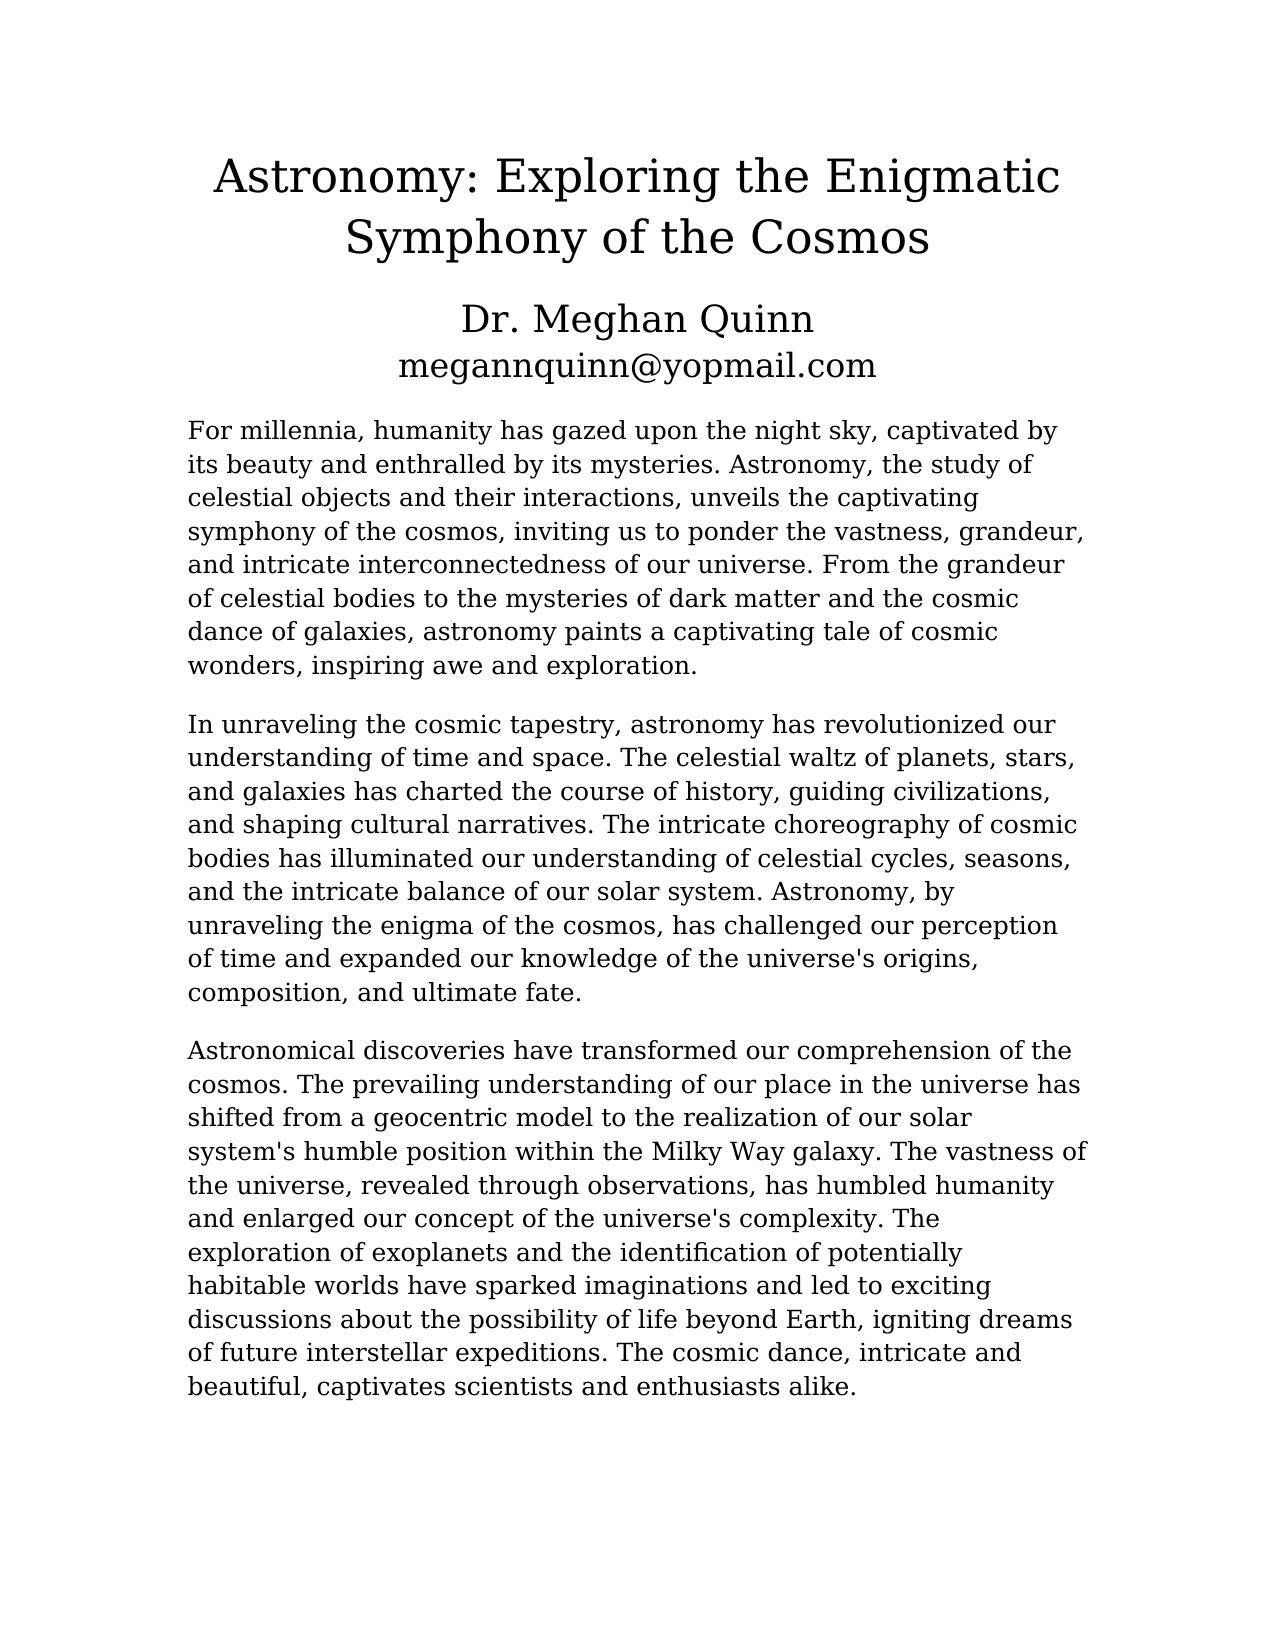 Astronomy: Exploring the Enigmatic
Symphony of the Cosmos
Dr. Meghan Quinn
megannquinn@yopmail.com
For millennia, humanity has gazed upon the night sky, captivated by
its beauty and enthralled by its mysteries. Astronomy, the study of
celestial objects and their interactions, unveils the captivating
symphony of the cosmos, inviting us to ponder the vastness, grandeur,
and intricate interconnectedness of our universe. From the grandeur
of celestial bodies to the mysteries of dark matter and the cosmic
dance of galaxies, astronomy paints a captivating tale of cosmic
wonders, inspiring awe and exploration.
In unraveling the cosmic tapestry, astronomy has revolutionized our
understanding of time and space. The celestial waltz of planets, stars,
and galaxies has charted the course of history, guiding civilizations,
and shaping cultural narratives. The intricate choreography of cosmic
bodies has illuminated our understanding of celestial cycles, seasons,
and the intricate balance of our solar system. Astronomy, by
unraveling the enigma of the cosmos, has challenged our perception
of time and expanded our knowledge of the universe's origins,
composition, and ultimate fate.
Astronomical discoveries have transformed our comprehension of the
cosmos. The prevailing understanding of our place in the universe has
shifted from a geocentric model to the realization of our solar
system's humble position within the Milky Way galaxy. The vastness of
the universe, revealed through observations, has humbled humanity
and enlarged our concept of the universe's complexity. The
exploration of exoplanets and the identification of potentially
habitable worlds have sparked imaginations and led to exciting
discussions about the possibility of life beyond Earth, igniting dreams
of future interstellar expeditions. The cosmic dance, intricate and
beautiful, captivates scientists and enthusiasts alike.